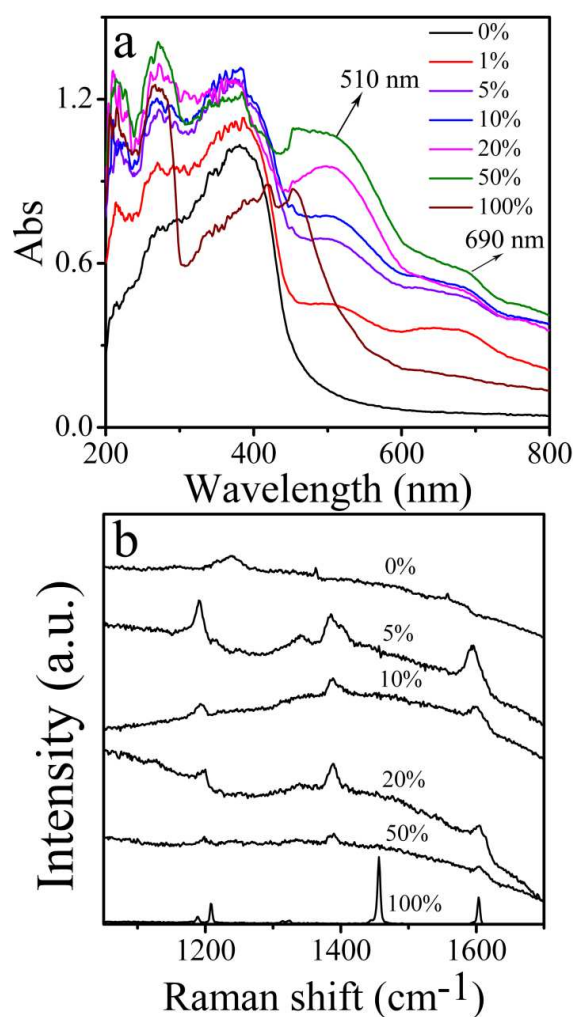 a
0%
1%
5%
10%
20%
50%
100%
510 nm
690 nm
1.2
0.6
0.0
Abs
200 400 600 800
Wavelength (nm)
b
0%
5%
10%
20%
50%
100%
Intensity (a.u.)
1200 1400 1600
Raman shift (cm-1)